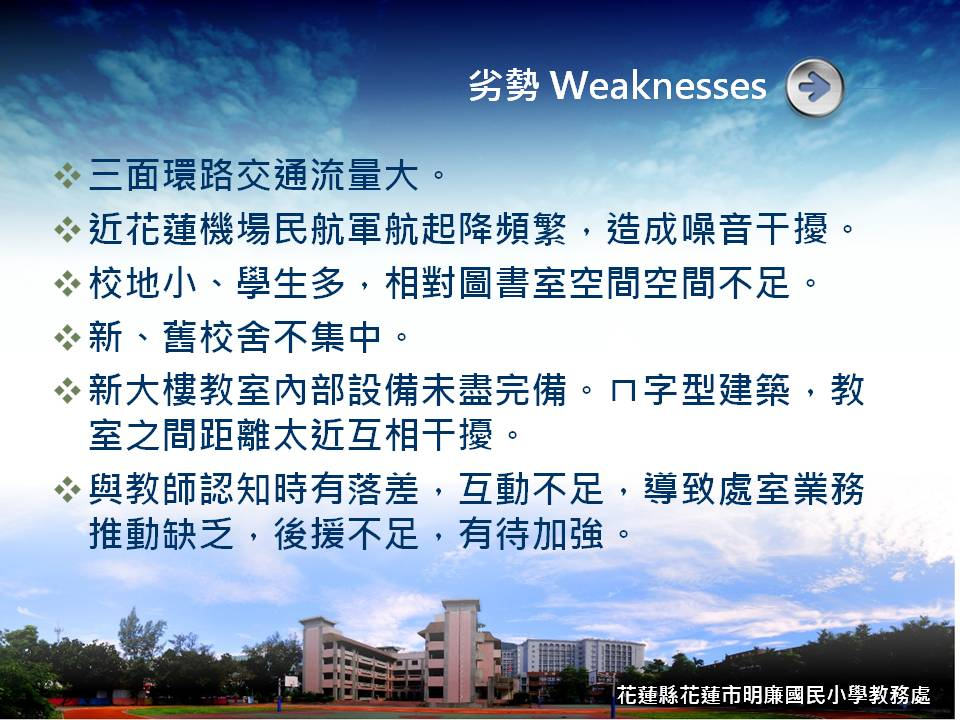 劣勢 Weaknesses
三面環路交通流量大。
近花蓮機場民航軍航起降頻繁，造成噪音干擾。
校地小、學生多，相對圖書室空間空間不足。
新、舊校舍不集中。
新大樓教室內部設備未盡完備。ㄇ字型建築，教
室之間距離太近互相干擾。
與教師認知時有落差，互動不足，導致處室業務
推動缺乏，後援不足，有待加強。
花蓮縣花蓮市明廉國民小學教務處